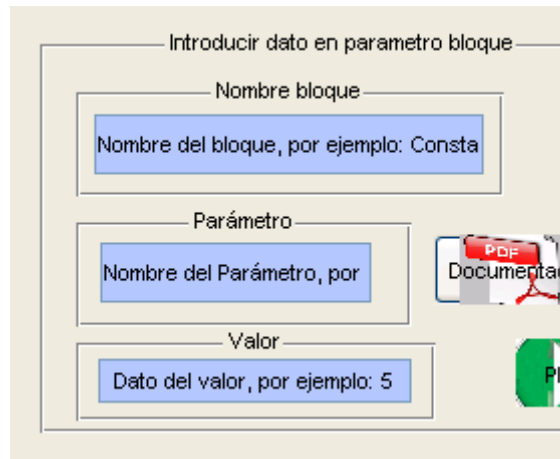 Introducir dato en parametro bloque
Nombre bloque
Nombre del bloque, por ejemplo: Consta
Parámetro
Nombre del Parámetro, por
PDF
Valor
Dato del valor, por ejemplo: 5